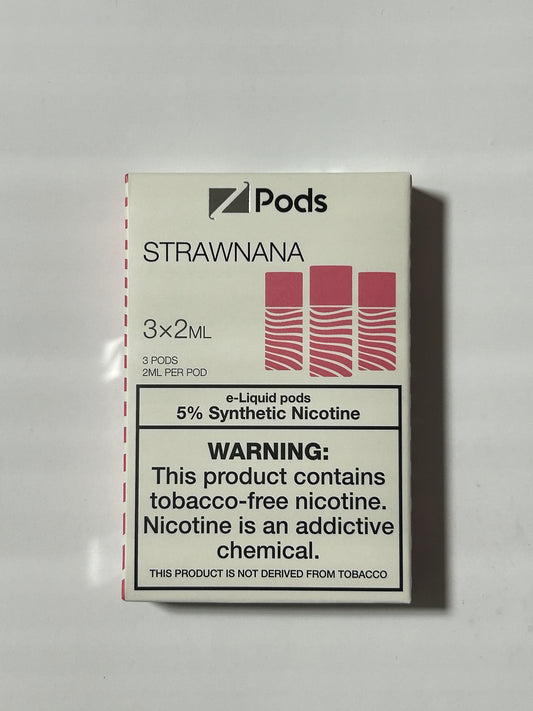 Z Pods
STRAWNANA
3×2ML
3 PODS
2ML PER POD
e-Liquid pods
5% Synthetic Nicotine
WARNING:
This product contains
tobacco-free nicotine.
Nicotine is an addictive
chemical.
THIS PRODUCT IS NOT DERIVED FROM TOBACCO